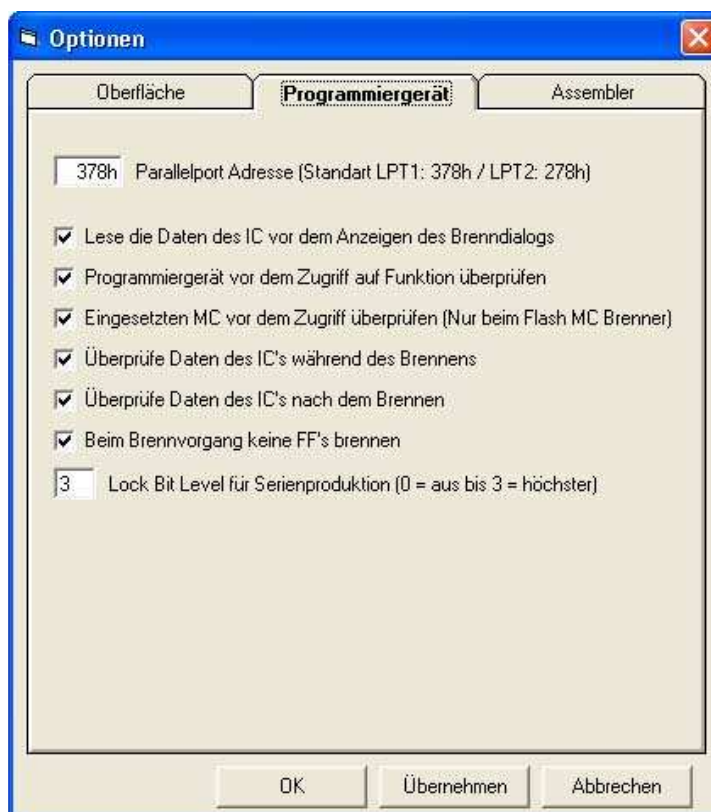 Optionen
Oberfläche Programmiergerät Assembler
378h Parallelport Adresse (Standart LPT1: 378h / LPT2: 278h)
Lese die Daten des IC vor dem Anzeigen des Brenndialogs
Programmiergerät vor dem Zugriff auf Funktion überprüfen
Eingesetzten MC vor dem Zugriff überprüfen (Nur beim Flash MC Brenner)
Überprüfe Daten des IC's während des Brennens
Überprüfe Daten des IC's nach dem Brennen
Beim Brennvorgang keine FF's brennen
3 Lock Bit Level für Serienproduktion (0 = aus bis 3 = höchster)
OK Übernehmen Abbrechen